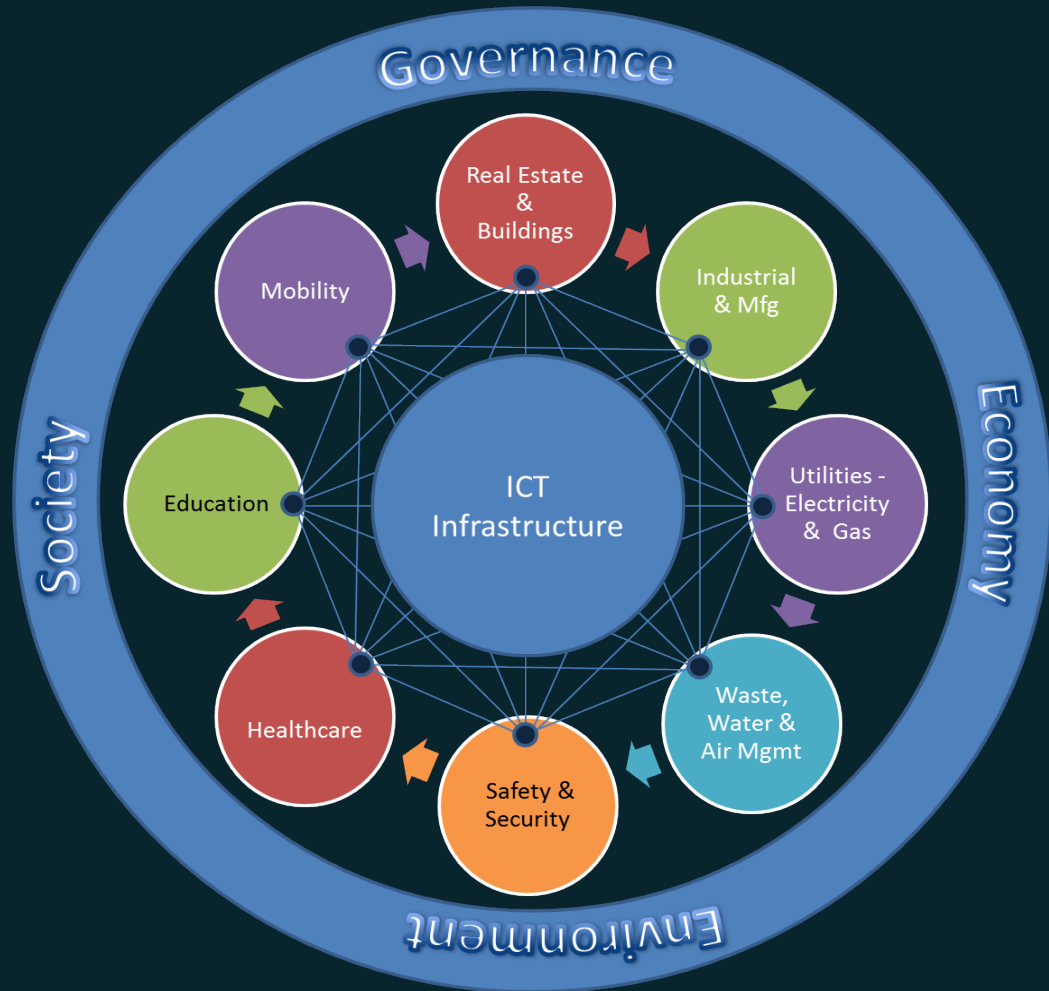 Governance
Real Estate
&
Buildings
Industrial
& Mfg
Utilities -
Electricity
& Gas
Waste,
Water &
Air Mgmt
Safety &
Security
Healthcare
Education
Mobility
ICT
Infrastructure
Economy
Environment
Society